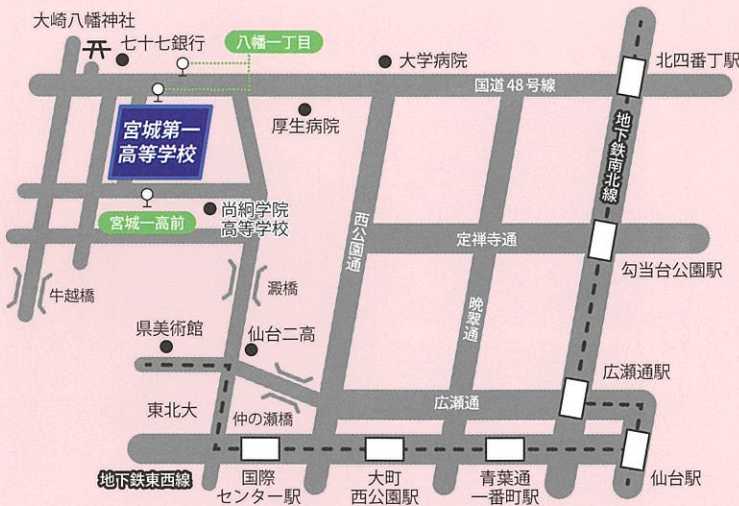 大崎八幡神社
七十七銀行
八幡一丁目
大学病院
北四番丁駅
国道48号線
宮城第一
高等学校
厚生病院
地下鉄南北線
宮城一高前
尚絅学院
高等学校
西公園通
定禅寺通
勾当台公園駅
牛越橋
澱橋
晩翠通
県美術館
仙台二高
広瀬通駅
東北大
仲の瀬橋
広瀬通
地下鉄東西線
国際
センター駅
大町
西公園駅
青葉通
一番町駅
仙台駅